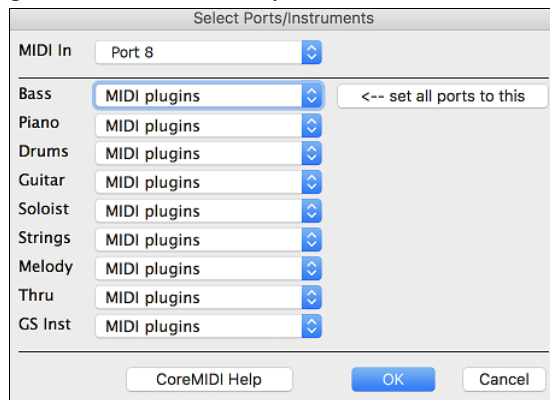 Select Ports/Instruments
MIDI In Port 8
Bass MIDI plugins <-- set all ports to this
Piano MIDI plugins
Drums MIDI plugins
Guitar MIDI plugins
Soloist MIDI plugins
Strings MIDI plugins
Melody MIDI plugins
Thru MIDI plugins
GS Inst MIDI plugins
CoreMIDI Help OK Cancel